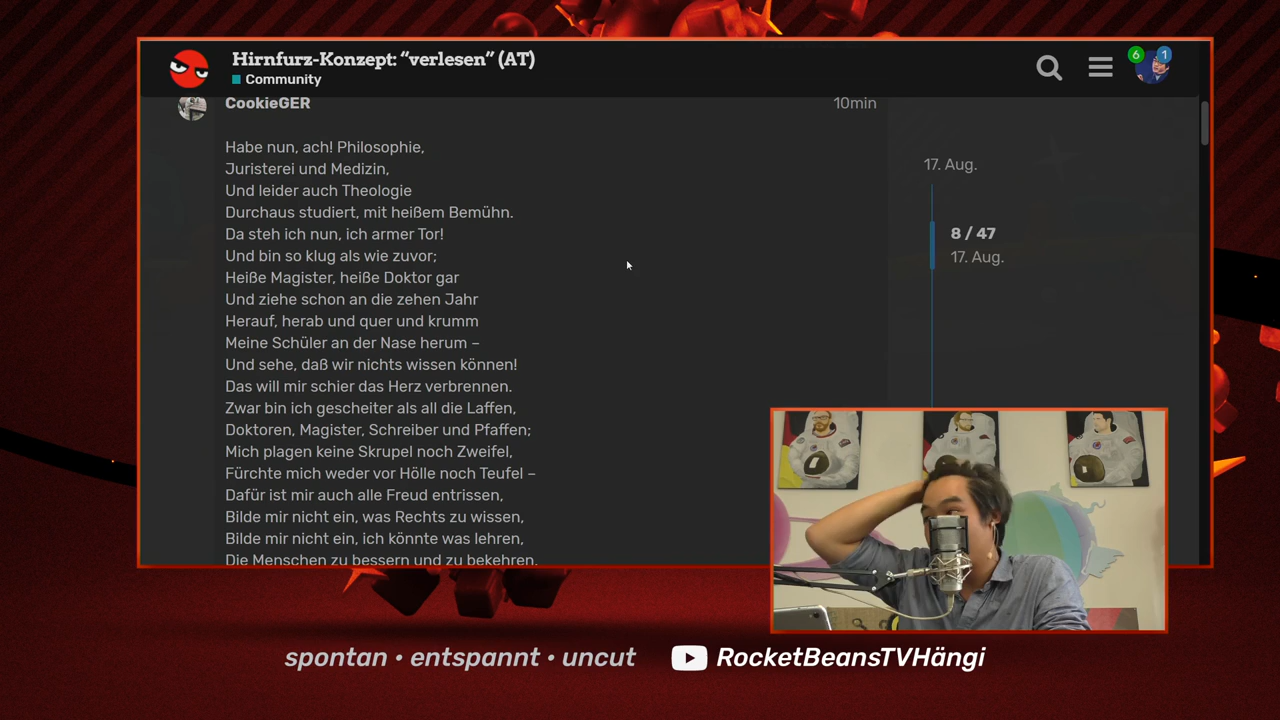 Hirnfurz-Konzept: “verlesen” (AT)
Community
6
1
CookieGER
10min
Habe nun, ach! Philosophie,
Juristerei und Medizin,
Und leider auch Theologie
Durchaus studiert, mit heißem Bemühn.
Da steh ich nun, ich armer Tor!
Und bin so klug als wie zuvor;
Heiße Magister, heiße Doktor gar
Und ziehe schon an die zehen Jahr
Herauf, herab und quer und krumm
Meine Schüler an der Nase herum –
Und sehe, daß wir nichts wissen können!
Das will mir schier das Herz verbrennen.
Zwar bin ich gescheiter als all die Laffen,
Doktoren, Magister, Schreiber und Pfaffen;
Mich plagen keine Skrupel noch Zweifel,
Fürchte mich weder vor Hölle noch Teufel –
Dafür ist mir auch alle Freud entrissen,
Bilde mir nicht ein, was Rechts zu wissen,
Bilde mir nicht ein, ich könnte was lehren,
Die Menschen zu bessern und zu bekehren.
17. Aug.
8 / 47
17. Aug.
spontan • entspannt • uncut
RocketBeansTVHängi